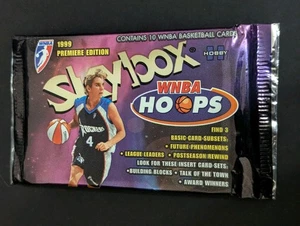 CONTAINS 10 WNBA BASKETBALL CARDS
HOBBY
H
1999
PREMIERE EDITION
WNBA
Skybox
WNBA
HOOPS
FIND 3
BASIC-CARD-SUBSETS:
• FUTURE-PHENOMENONS
• LEAGUE LEADERS • POSTSEASON REWIND
LOOK FOR THESE INSERT CARD-SETS:
• BUILDING BLOCKS • TALK OF THE TOWN
• AWARD WINNERS
4